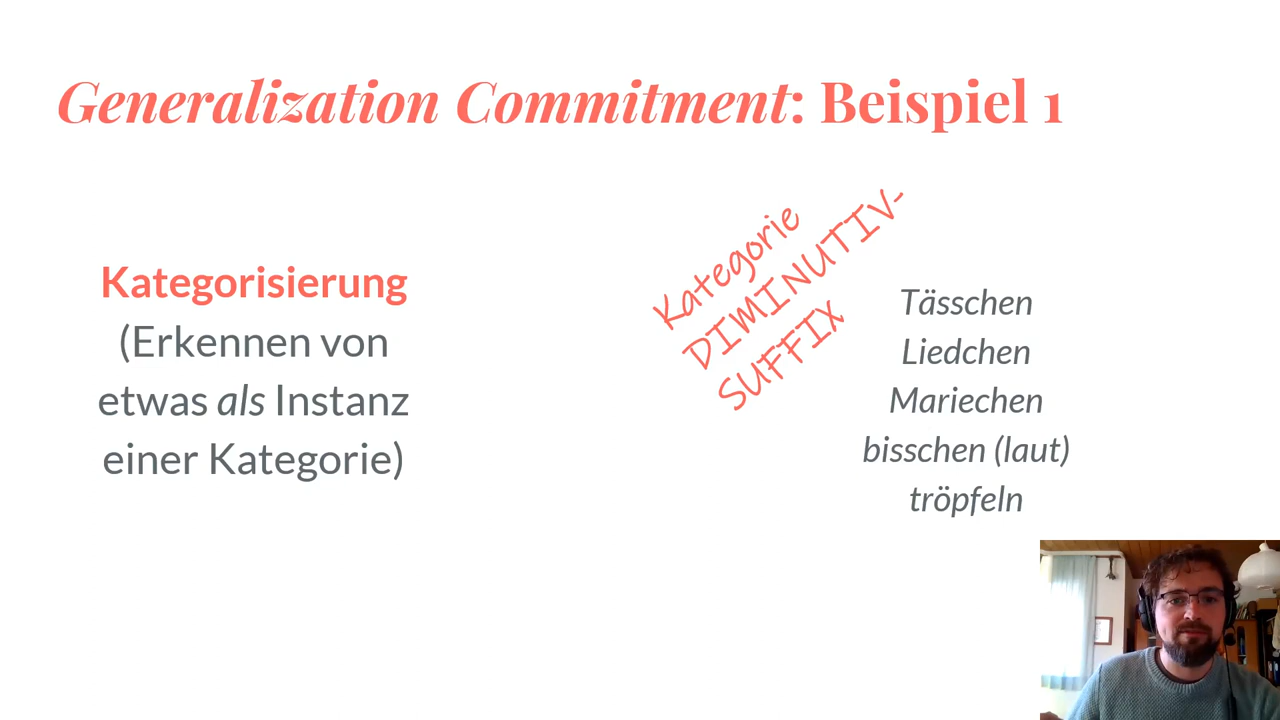 Generalization Commitment: Beispiel 1
Kategorisierung
(Erkennen von
etwas als Instanz
einer Kategorie)
Kategorie
DIMINUTIV-
SUFFIX
Tässchen
Liedchen
Mariechen
bisschen (laut)
tröpfeln